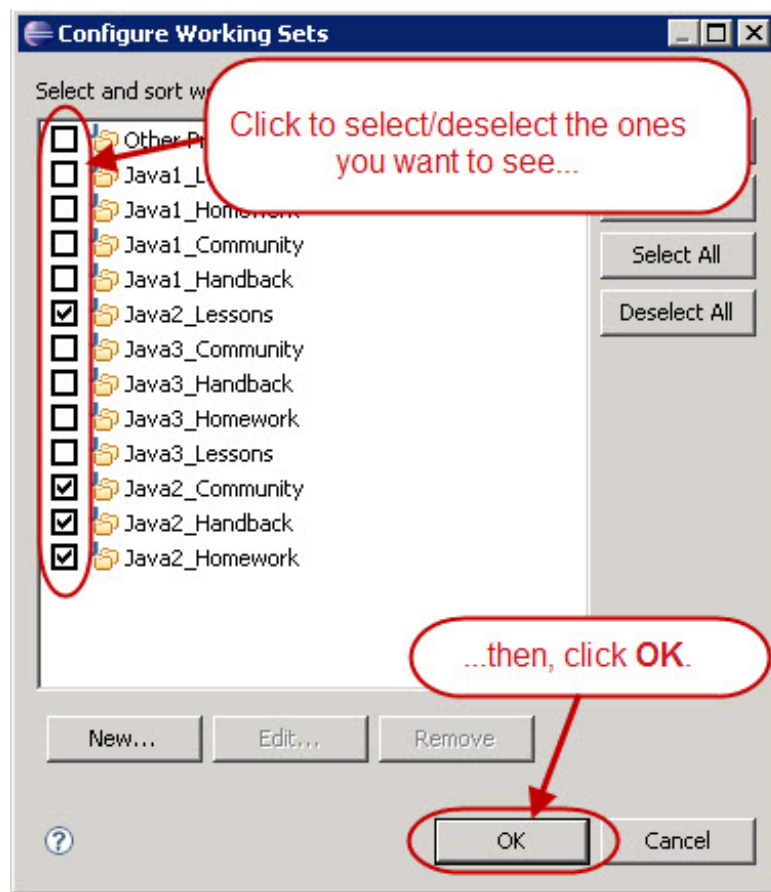 Configure Working Sets
Select and sort w
Click to select/deselect the ones
you want to see...
Other Pr
Java1_L
Java1_Homework
Java1_Community
Java1_Handback
Java2_Lessons
Java3_Community
Java3_Handback
Java3_Homework
Java3_Lessons
Java2_Community
Java2_Handback
Java2_Homework
Select All
Deselect All
...then, click OK.
New... Edit... Remove
? OK Cancel